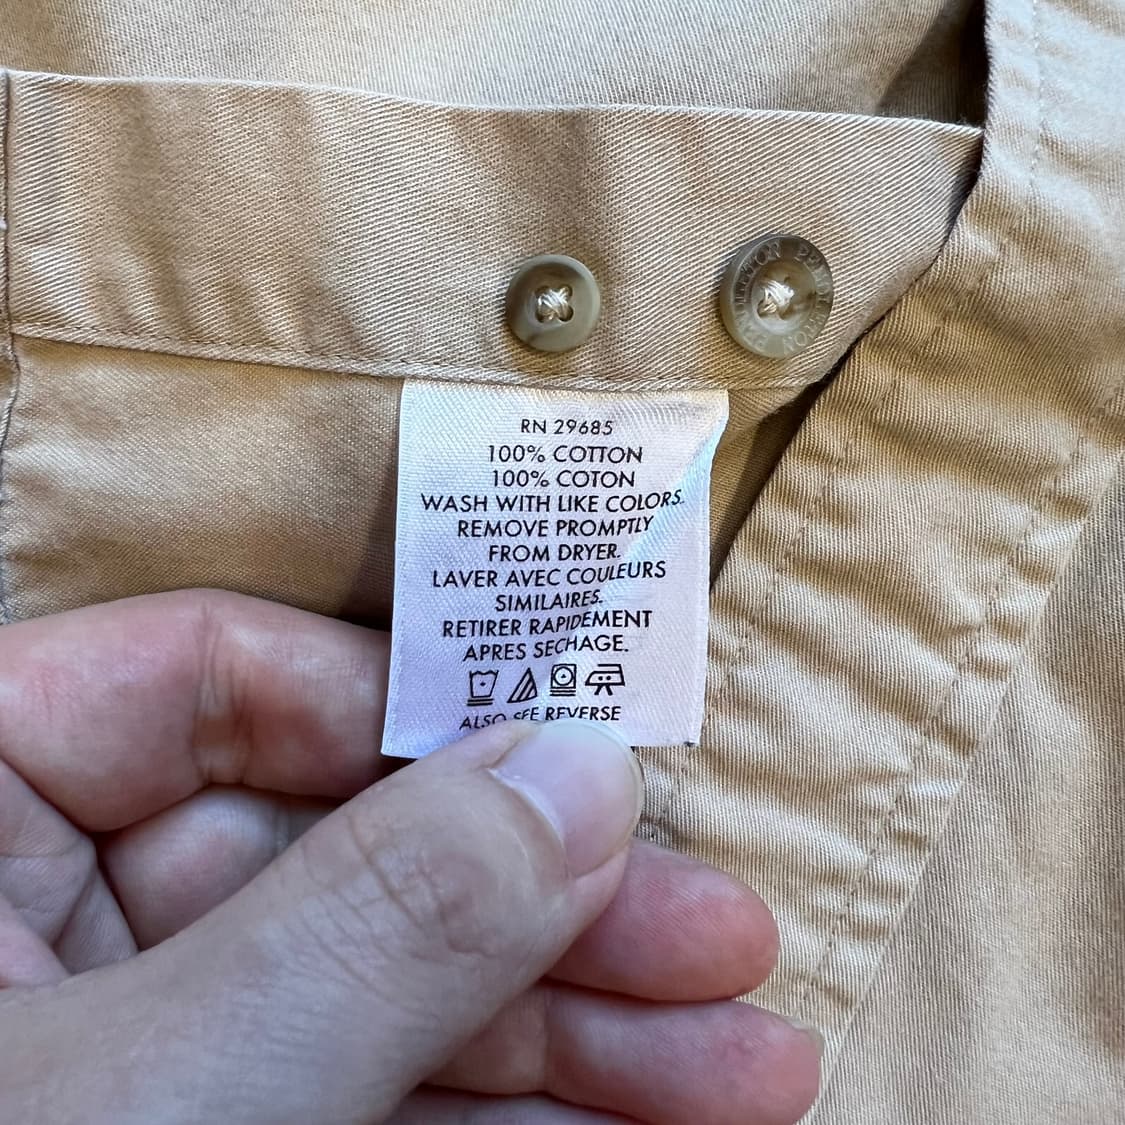 RN 29685
100% COTTON
100% COTON
WASH WITH LIKE COLORS.
REMOVE PROMPTLY
FROM DRYER.
LAVER AVEC COULEURS
SIMILAIRES.
RETIRER RAPIDEMENT
APRES SECHAGE.
ALSO SEE REVERSE